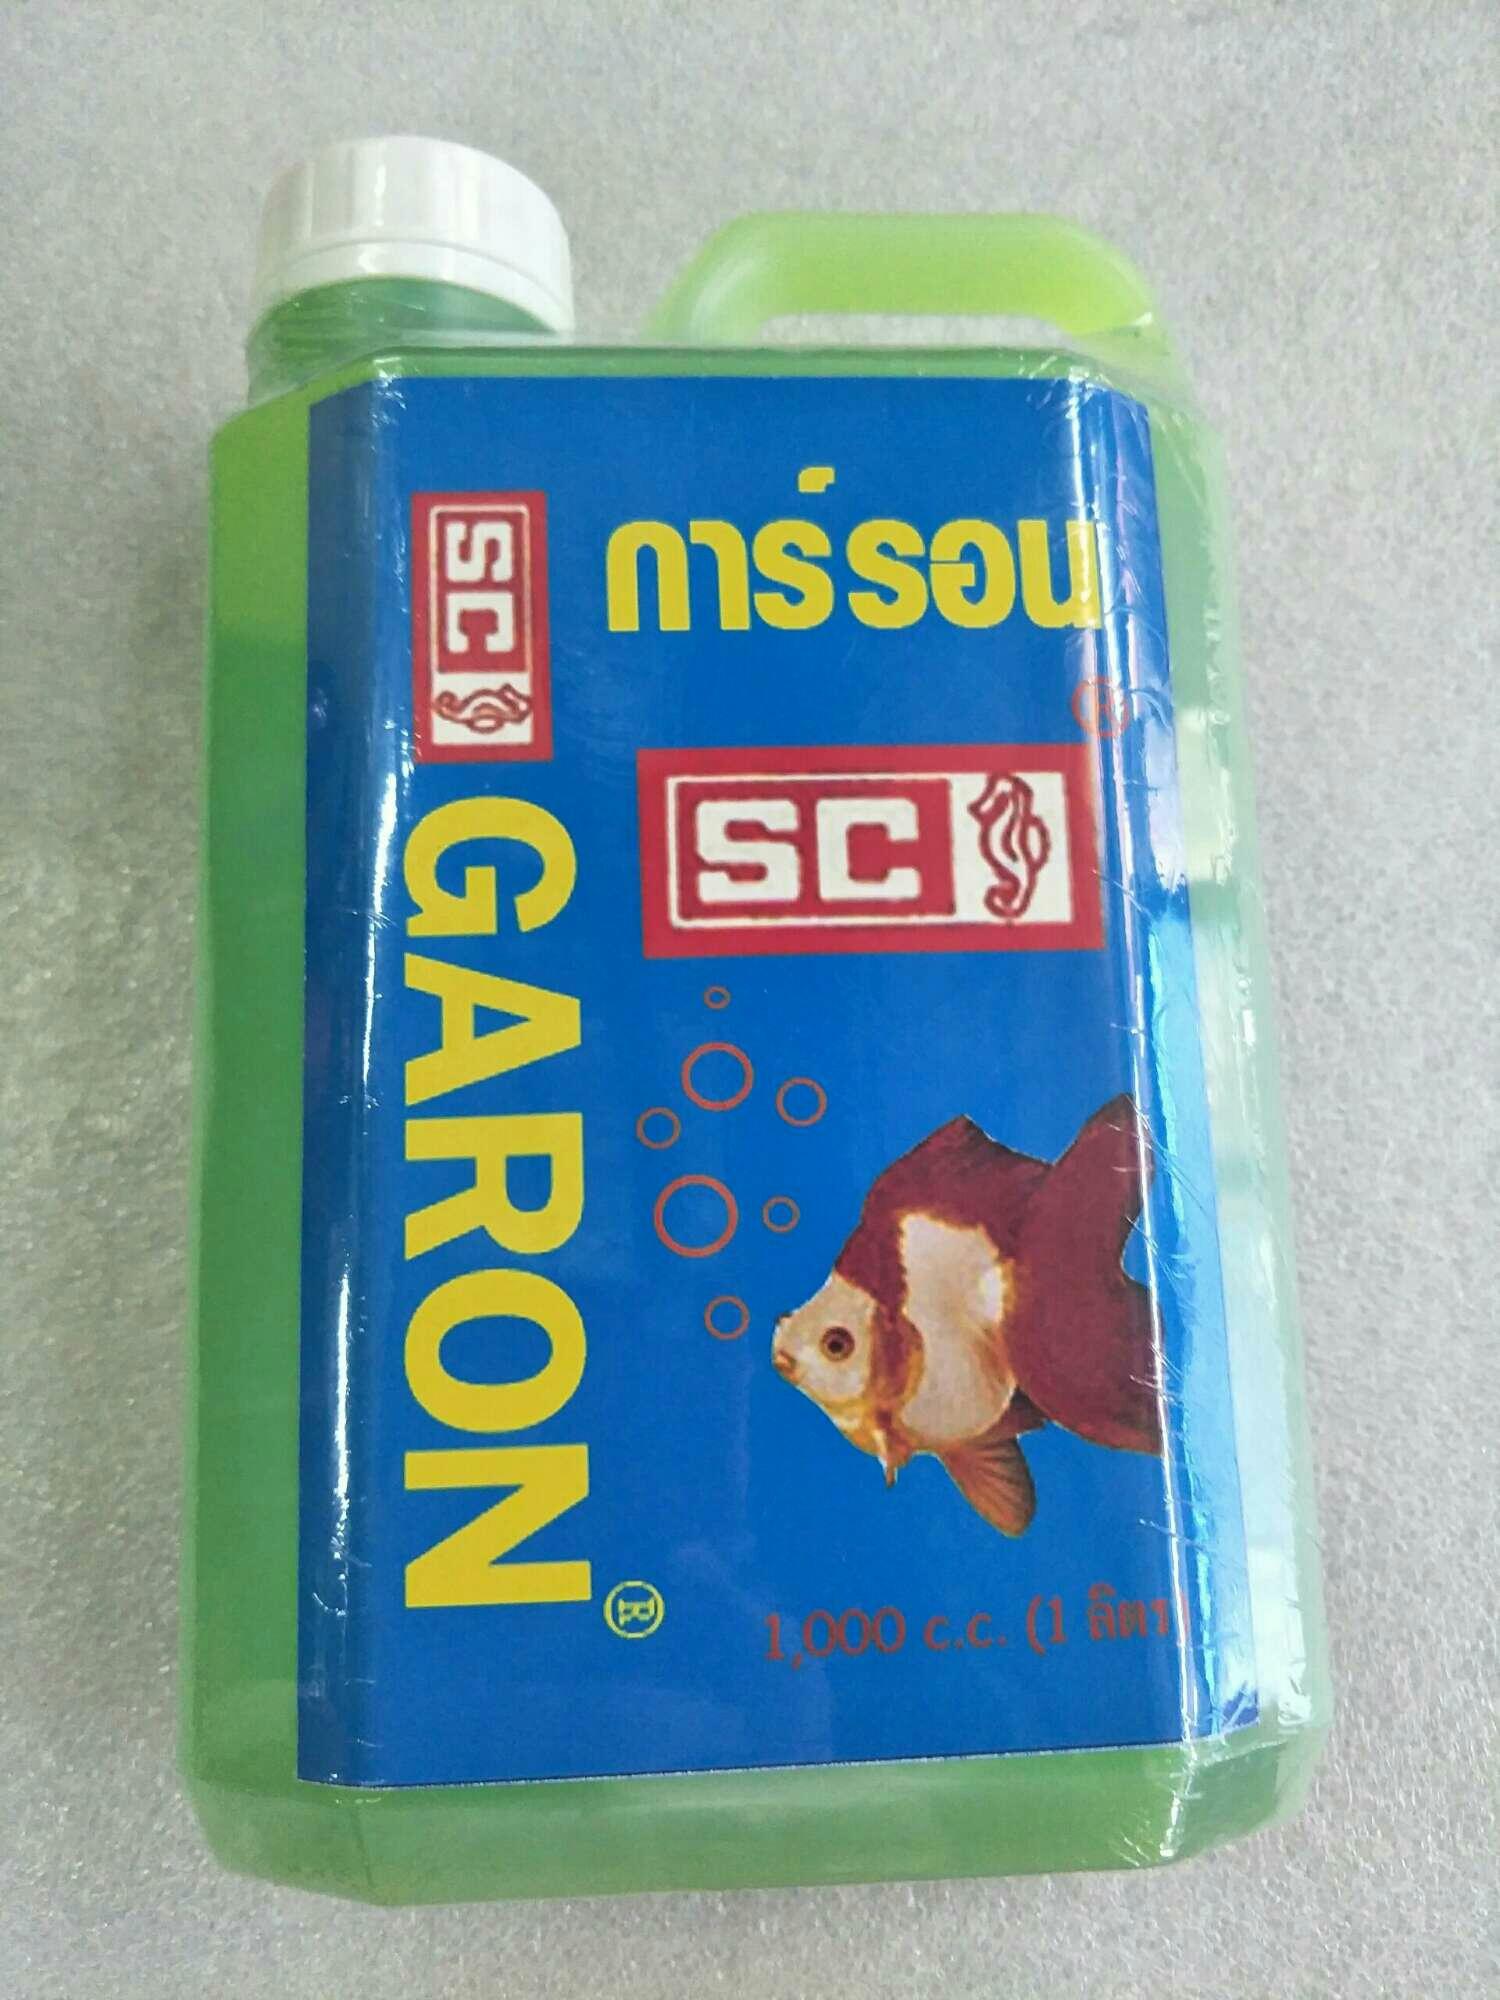 การ์รอน
®
SC
SC
GARON®
1,000 c.c. (1 ลิตร)